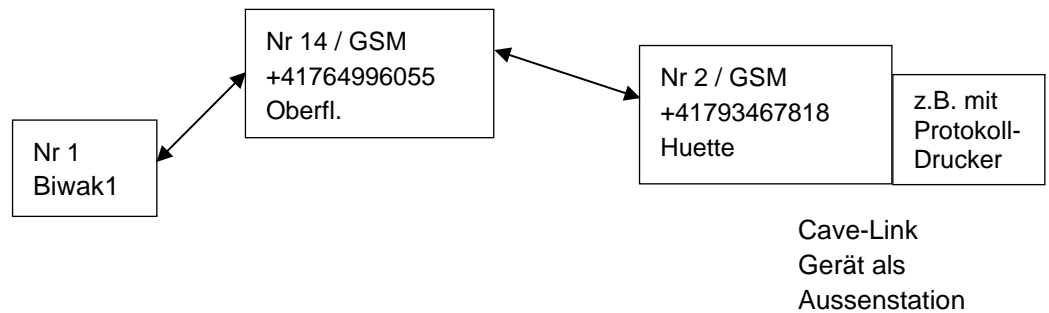 Nr 1
Biwak1
Nr 14 / GSM
+41764996055
Oberfl.
Nr 2 / GSM
+41793467818
Huette
z.B. mit
Protokoll-
Drucker
Cave-Link
Gerät als
Aussenstation